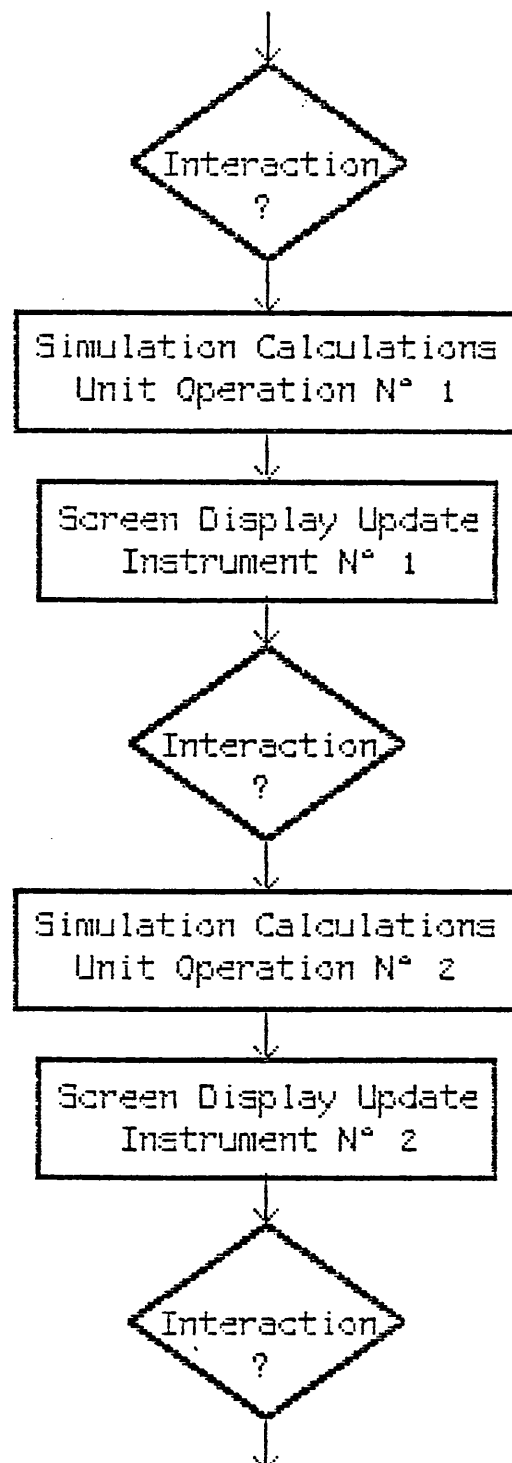 Interaction
?
Simulation Calculations
Unit Operation N° 1
Screen Display Update
Instrument N° 1
Interaction
?
Simulation Calculations
Unit Operation N° 2
Screen Display Update
Instrument N° 2
Interaction
?